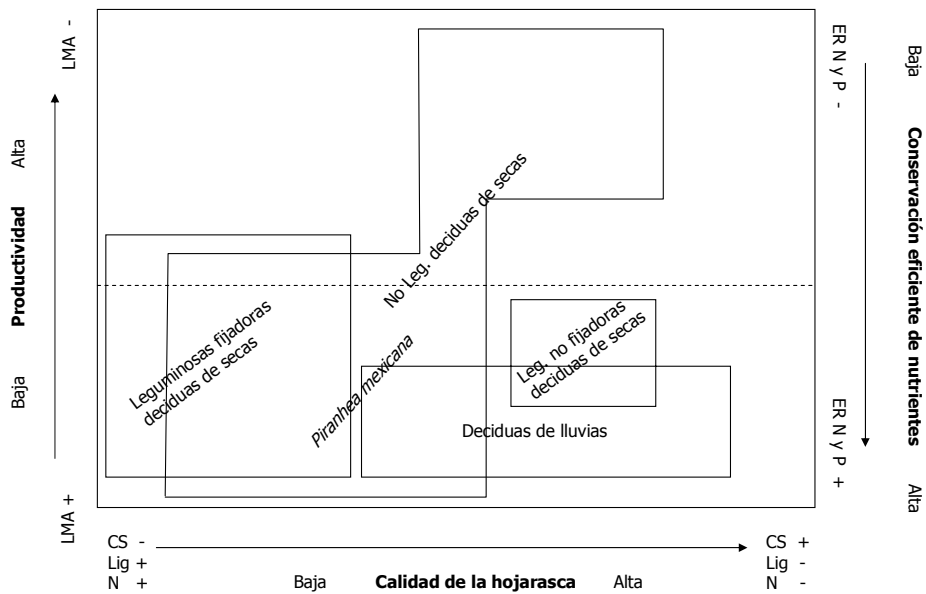 LMA -
Alta
Productividad
Baja
LMA +
ER N y P -
Baja
Conservación eficiente de nutrientes
ER N y P +
Alta
No Leg. deciduas de secas
Leguminosas fijadoras
deciduas de secas
Piranhea mexicana
Leg. no fijadoras
deciduas de secas
Deciduas de lluvias
CS -
Lig +
N +
Baja Calidad de la hojarasca Alta
CS +
Lig -
N -